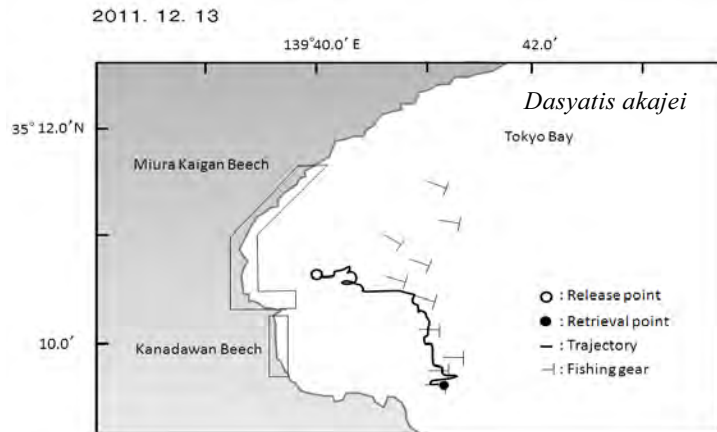 2011. 12. 13
139°40.0' E
42.0'
Dasyatis akajei
35° 12.0'N
Tokyo Bay
Miura Kaigan Beech
: Release point
: Retrieval point
10.0'
Kanadawan Beech
: Trajectory
: Fishing gear